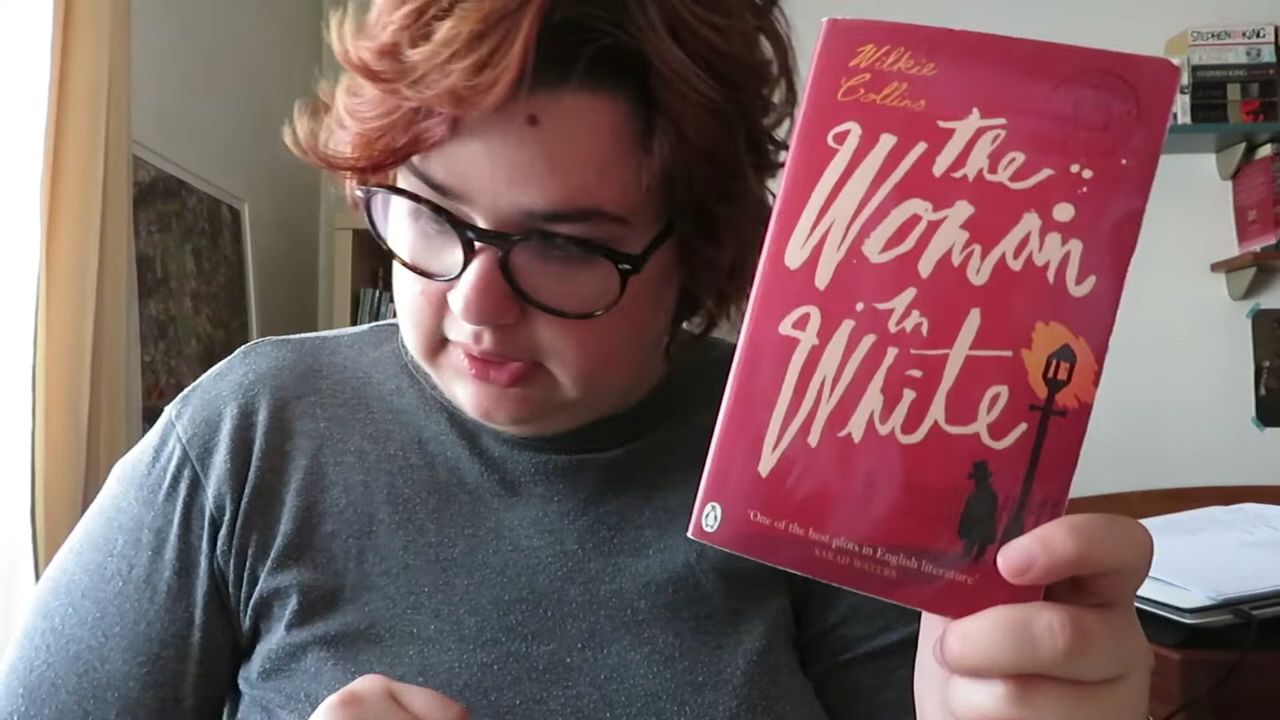 Wilkie
Collins
the
Woman
in
White
'One of the best plots in English literature'
SARAH WATERS
STEPHEN KING
STEPHEN KING